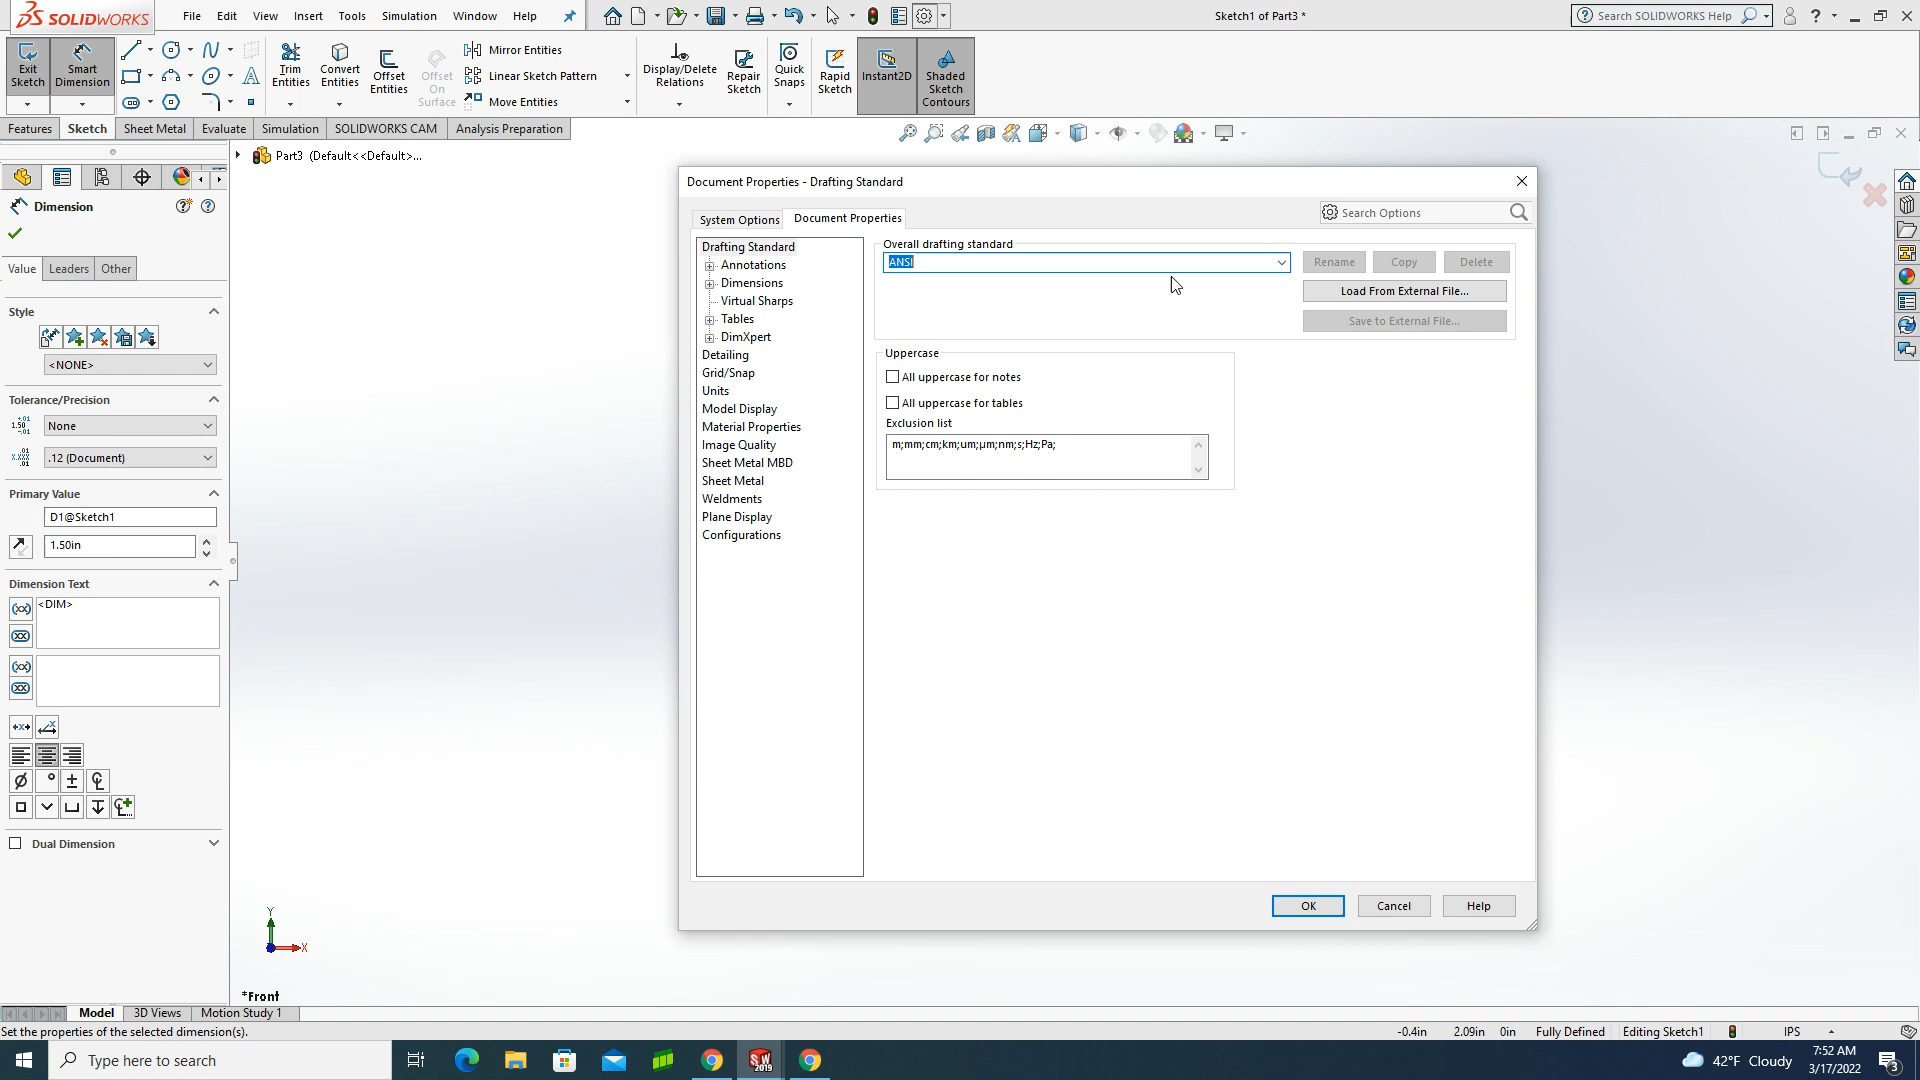 SOLIDWORKS
File Edit View Insert Tools Simulation Window Help
Sketch1 of Part3 *
Search SOLIDWORKS Help
Exit Sketch
Smart Dimension
Trim Entities
Convert Entities
Offset Entities
Offset On Surface
Mirror Entities
Linear Sketch Pattern
Move Entities
Display/Delete Relations
Repair Sketch
Quick Snaps
Rapid Sketch
Instant2D
Shaded Sketch Contours
Features Sketch Sheet Metal Evaluate Simulation SOLIDWORKS CAM Analysis Preparation
Part3 (Default<<Default>...
Dimension
Value Leaders Other
Style
<NONE>
Tolerance/Precision
None
.12 (Document)
Primary Value
D1@Sketch1
1.50in
Dimension Text
<DIM>
Dual Dimension
Document Properties - Drafting Standard
System Options Document Properties
Search Options
Drafting Standard
Annotations
Dimensions
Virtual Sharps
Tables
DimXpert
Detailing
Grid/Snap
Units
Model Display
Material Properties
Image Quality
Sheet Metal MBD
Sheet Metal
Weldments
Plane Display
Configurations
Overall drafting standard
ANSI
Rename Copy Delete
Load From External File...
Save to External File...
Uppercase
All uppercase for notes
All uppercase for tables
Exclusion list
m;mm;cm;km;um;µm;nm;s;Hz;Pa;
OK Cancel Help
Y
X
*Front
Model 3D Views Motion Study 1
Set the properties of the selected dimension(s).
-0.4in 2.09in 0in Fully Defined Editing Sketch1 IPS
Type here to search
SW 2019
42°F Cloudy
7:52 AM
3/17/2022
3